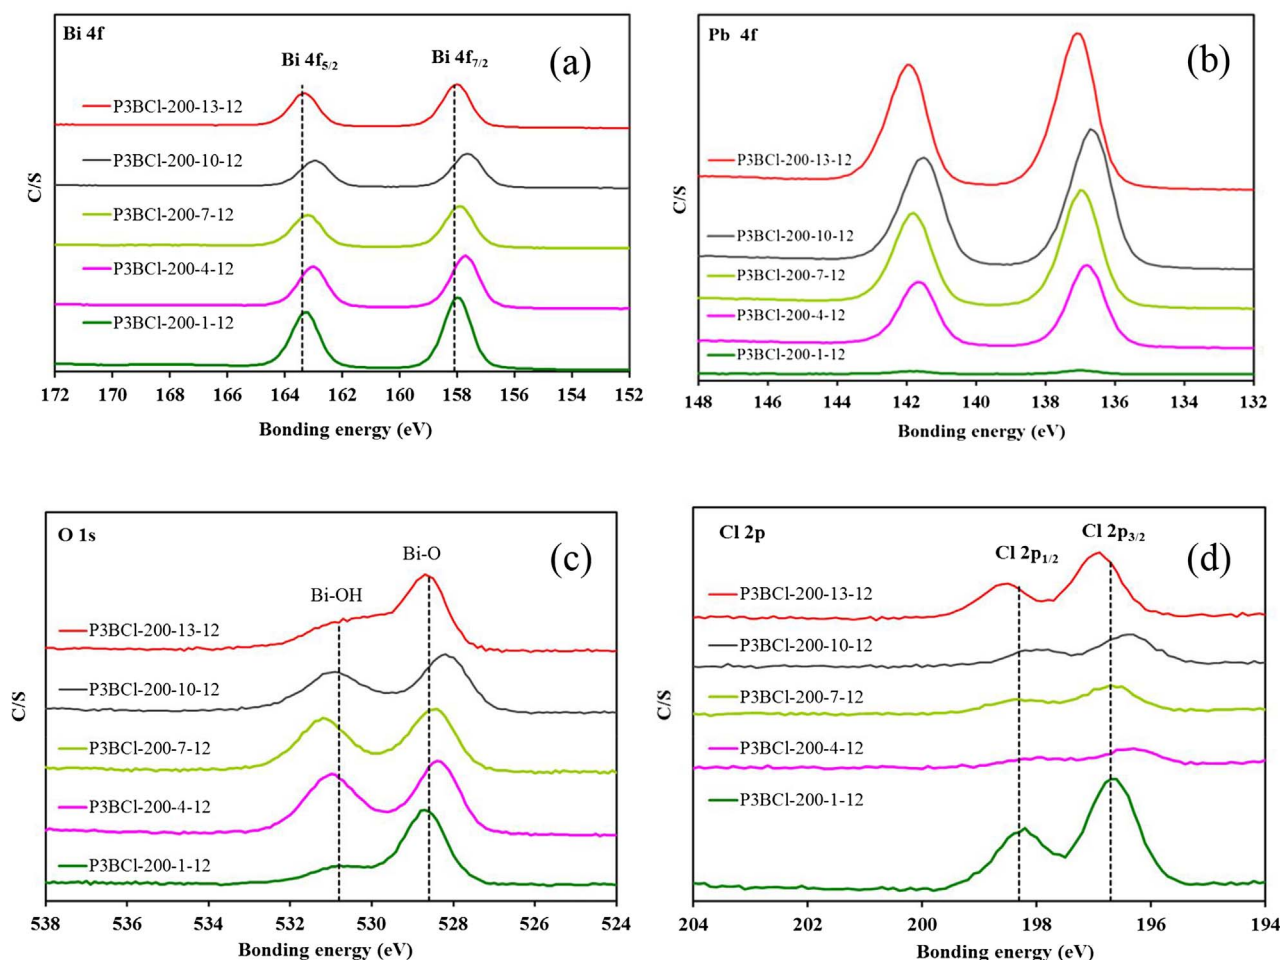 Bi 4f
(a)
Bi 4f5/2
Bi 4f7/2
P3BCl-200-13-12
P3BCl-200-10-12
P3BCl-200-7-12
P3BCl-200-4-12
P3BCl-200-1-12
C/S
172 170 168 166 164 162 160 158 156 154 152
Bonding energy (eV)
Pb 4f
(b)
P3BCl-200-13-12
P3BCl-200-10-12
P3BCl-200-7-12
P3BCl-200-4-12
P3BCl-200-1-12
C/S
148 146 144 142 140 138 136 134 132
Bonding energy (eV)
O 1s
(c)
Bi-O
Bi-OH
P3BCl-200-13-12
P3BCl-200-10-12
P3BCl-200-7-12
P3BCl-200-4-12
P3BCl-200-1-12
C/S
538 536 534 532 530 528 526 524
Bonding energy (eV)
Cl 2p
(d)
Cl 2p3/2
Cl 2p1/2
P3BCl-200-13-12
P3BCl-200-10-12
P3BCl-200-7-12
P3BCl-200-4-12
P3BCl-200-1-12
C/S
204 202 200 198 196 194
Bonding energy (eV)